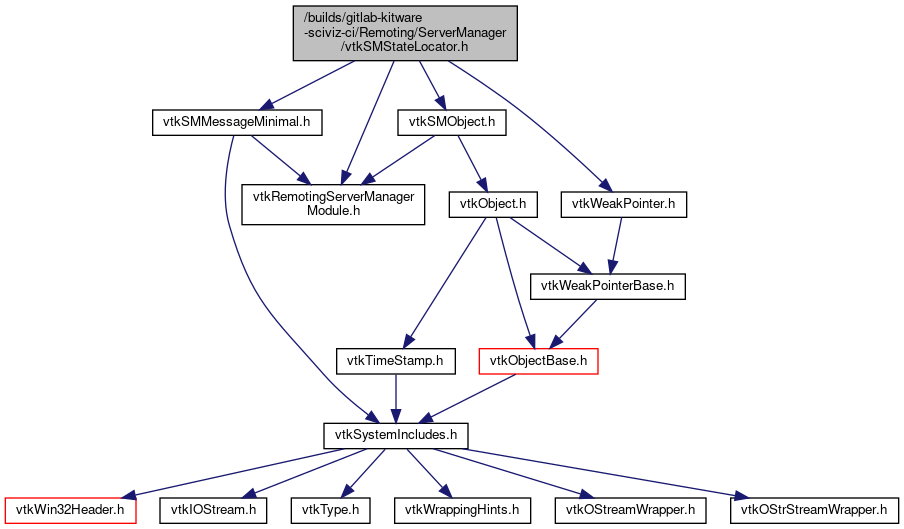 /builds/gitlab-kitware
-sciviz-ci/Remoting/ServerManager
/vtkSMStateLocator.h
vtkSMMessageMinimal.h
vtkSMObject.h
vtkRemotingServerManager
Module.h
vtkObject.h
vtkWeakPointer.h
vtkWeakPointerBase.h
vtkTimeStamp.h
vtkObjectBase.h
vtkSystemIncludes.h
vtkWin32Header.h
vtkIOStream.h
vtkType.h
vtkWrappingHints.h
vtkOStreamWrapper.h
vtkOStrStreamWrapper.h